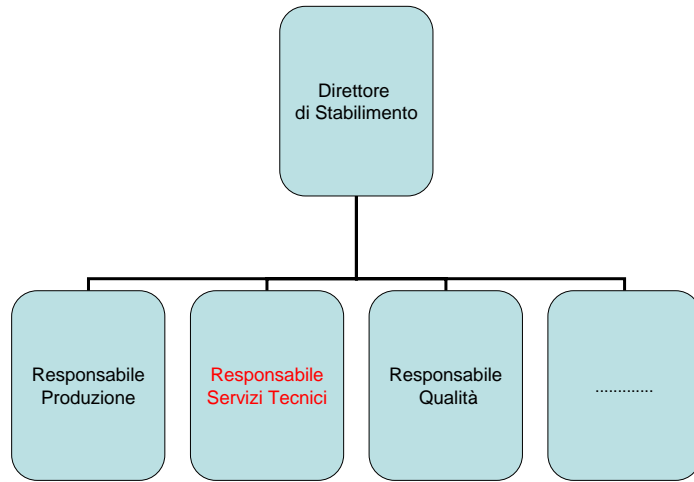 Direttore
di Stabilimento
Responsabile
Produzione
Responsabile
Servizi Tecnici
Responsabile
Qualità
.............